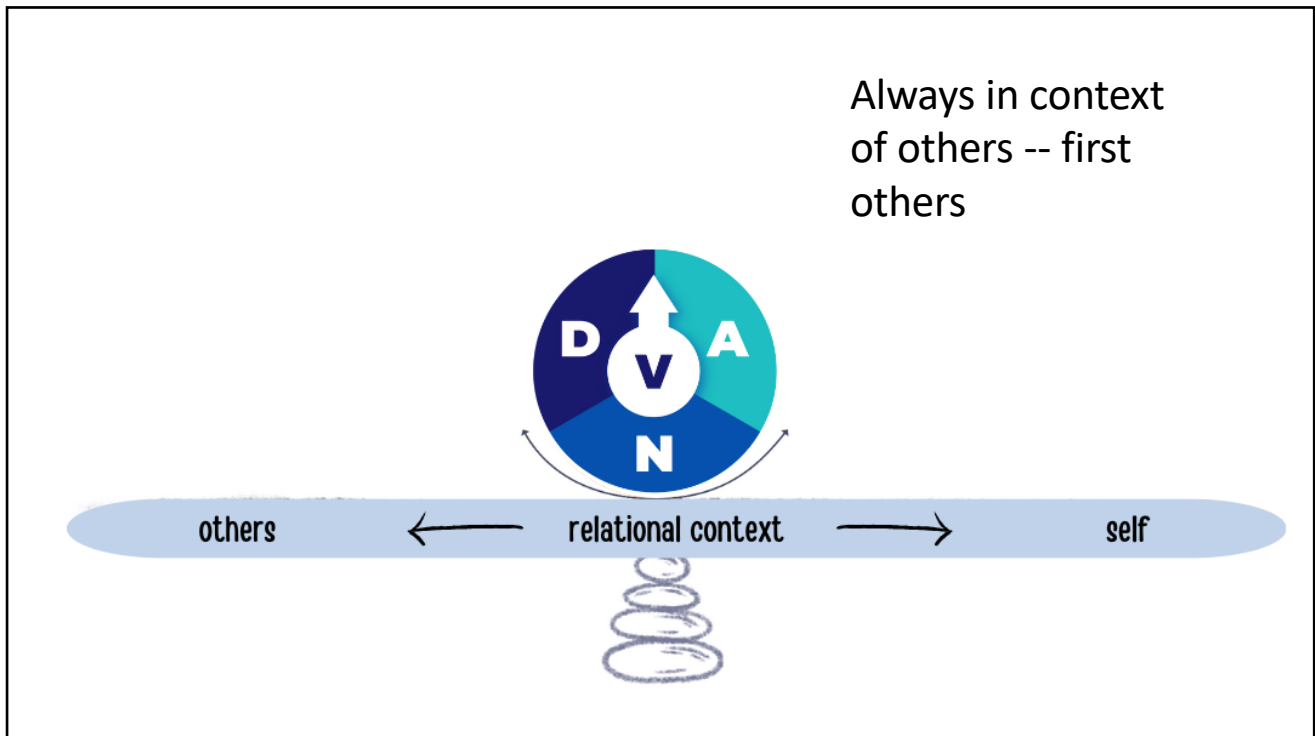 Always in context
of others -- first
others
D A
V
N
others relational context self